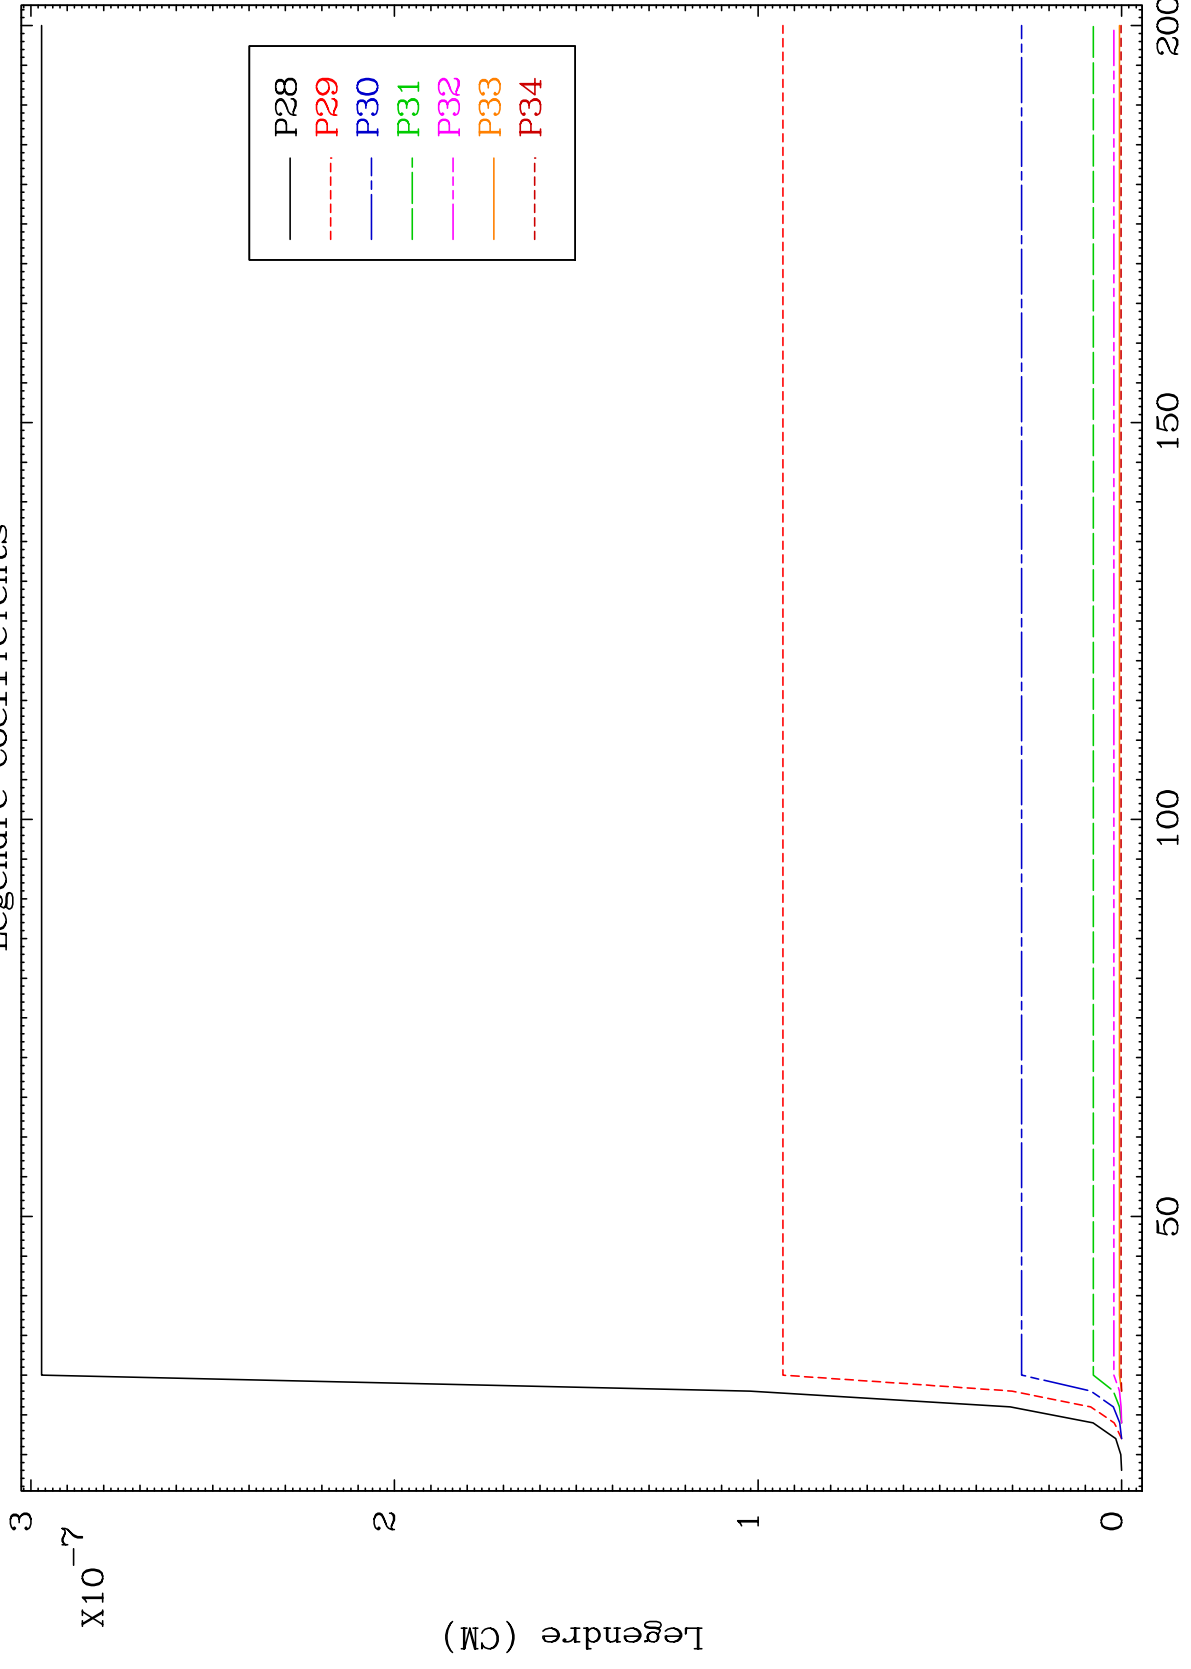 Legendre coefficients
Legendre (CM)
X10-7
3
2
1
0
50
100
150
200
P28
P29
P30
P31
P32
P33
P34